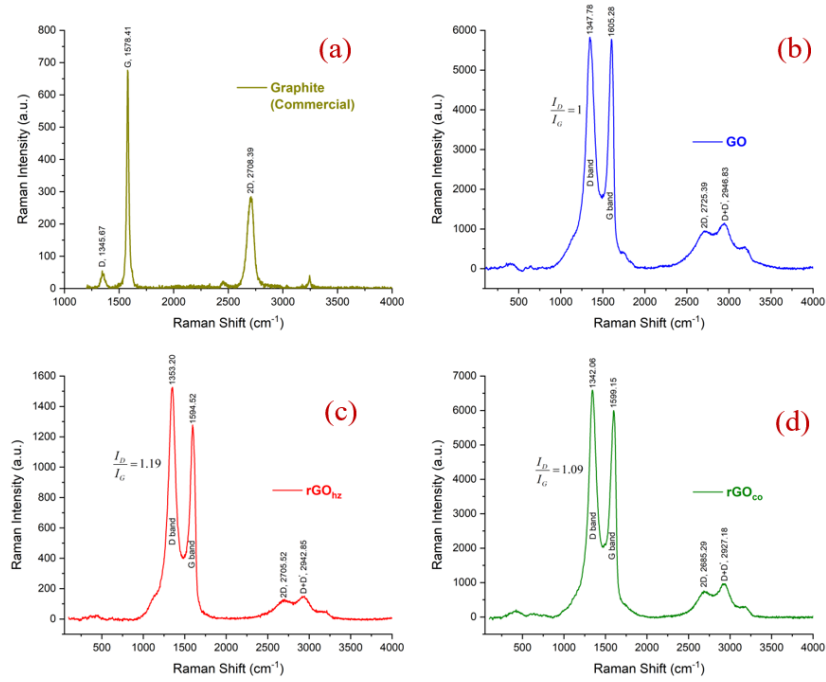 (a)
G, 1578.41
D, 1345.67
2D, 2708.39
Graphite
(Commercial)
Raman Intensity (a.u.)
0
100
200
300
400
500
600
700
800
1000
1500
2000
2500
3000
3500
4000
Raman Shift (cm-1)
(b)
1347.78
1605.28
I_D/I_G = 1
GO
D band
G band
2D, 2725.39
D+D', 2946.83
Raman Intensity (a.u.)
0
1000
2000
3000
4000
5000
6000
500
1000
1500
2000
2500
3000
3500
4000
Raman Shift (cm-1)
(c)
1353.20
1594.52
I_D/I_G = 1.19
rGOhz
D band
G band
2D, 2705.52
D+D', 2942.85
Raman Intensity (a.u.)
0
200
400
600
800
1000
1200
1400
1600
500
1000
1500
2000
2500
3000
3500
4000
Raman Shift (cm-1)
(d)
1342.06
1599.15
I_D/I_G = 1.09
rGOco
D band
G band
2D, 2685.29
D+D', 2927.18
Raman Intensity (a.u.)
0
1000
2000
3000
4000
5000
6000
7000
500
1000
1500
2000
2500
3000
3500
4000
Raman Shift (cm-1)